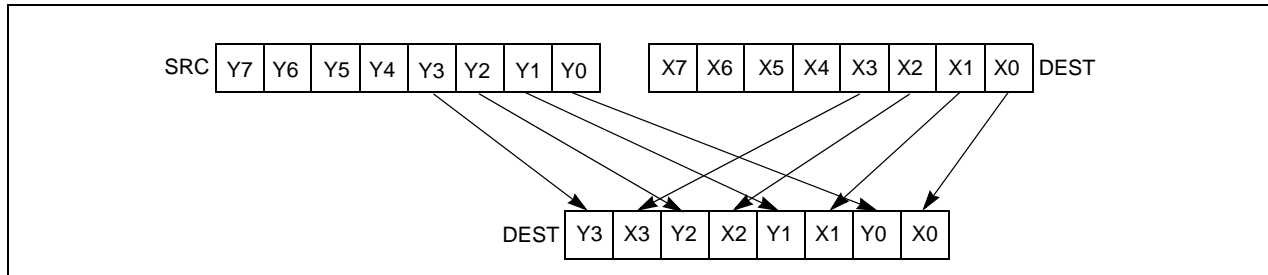 SRC Y7 Y6 Y5 Y4 Y3 Y2 Y1 Y0 X7 X6 X5 X4 X3 X2 X1 X0 DEST
DEST Y3 X3 Y2 X2 Y1 X1 Y0 X0